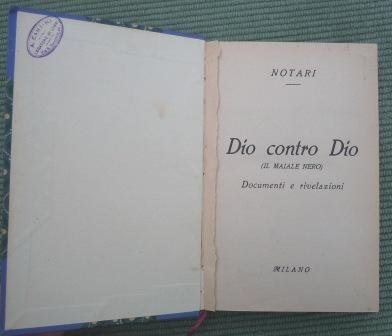 NOTARI
Dio contro Dio
(IL MAIALE NERO)
Documenti e rivelazioni
MILANO